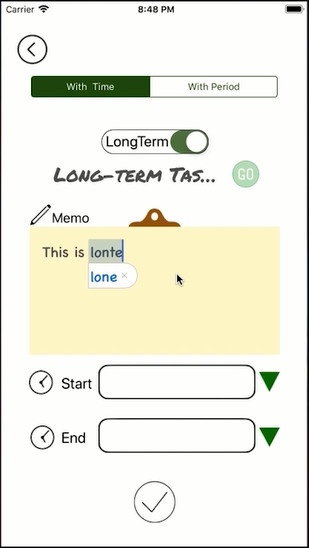 Carrier 8:48 PM
With Time With Period
LongTerm
Long-term Tas...
GO
Memo
This is lonte
lone ×
Start
End